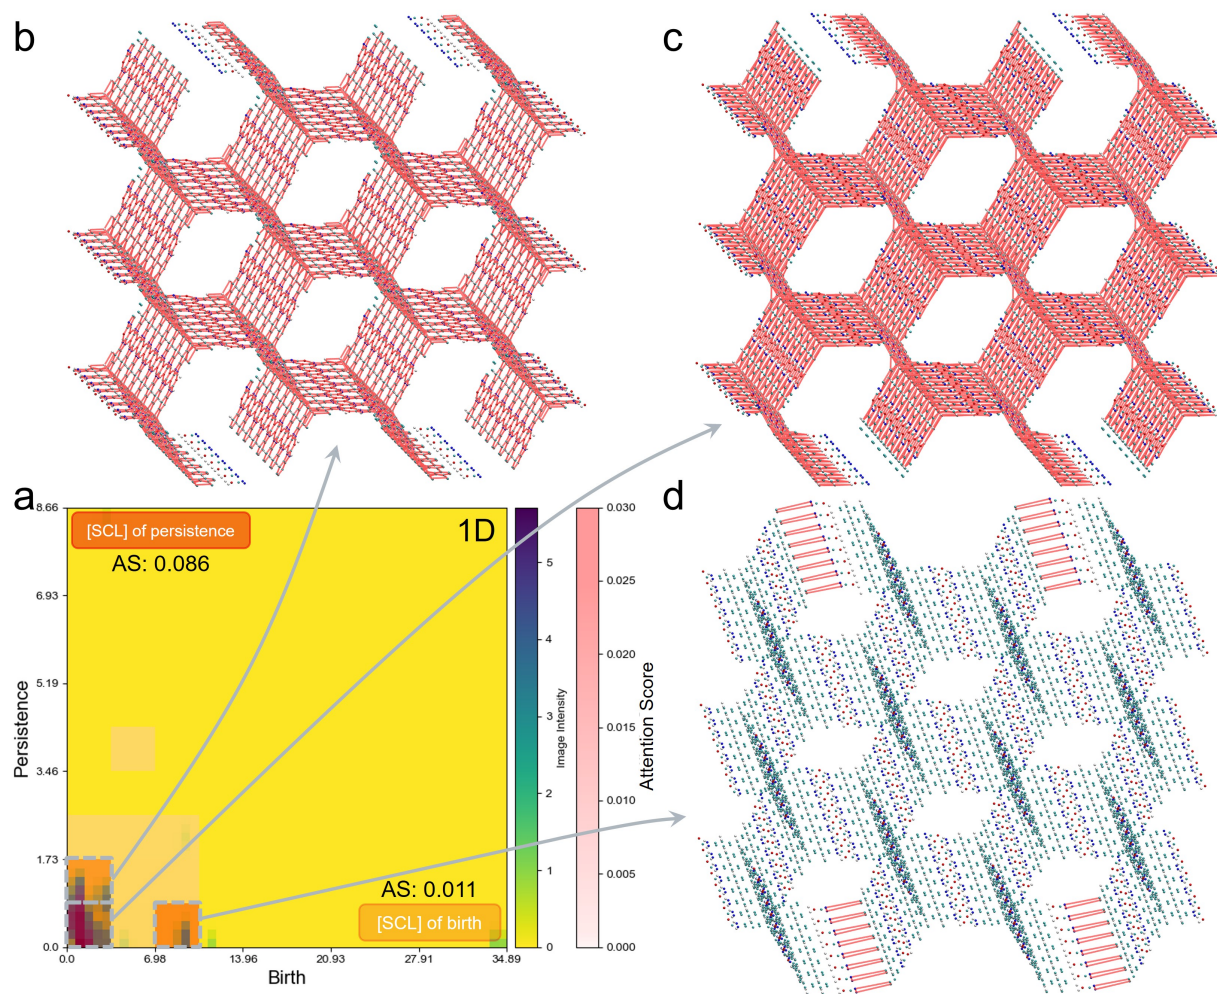 b
c
a
d
8.66
6.93
5.19
3.46
1.73
0.0
Persistence
[SCL] of persistence
AS: 0.086
1D
AS: 0.011
[SCL] of birth
0.0
6.98
13.96
20.93
27.91
34.89
Birth
5
4
3
2
1
0
Image Intensity
0.030
0.025
0.020
0.015
0.010
0.005
0.000
Attention Score